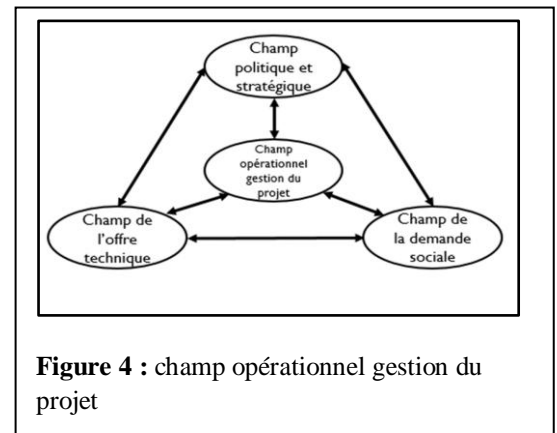 Champ
politique et
stratégique
Champ
opérationnel
gestion du
projet
Champ de
l'offre
technique
Champ de
la demande
sociale
Figure 4 : champ opérationnel gestion du
projet